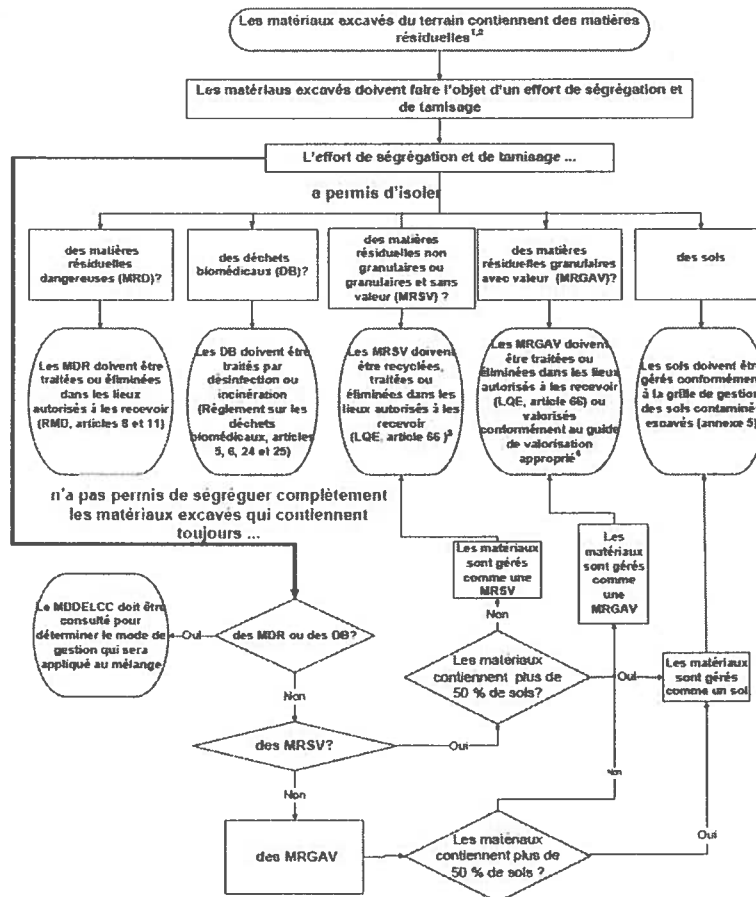 Les matériaux excavés du terrain contiennent des matières
résiduelles1,2
Les matériaus excavés doivent faire l'objet d'un effort de ségrégation et
de tamisage
L'effort de ségrégation et de tamisage ...
a permis d'isoler
des matières
résiduelles
dangereuses (MRD)?
des déchets
biomédicaux (DB)?
des matières
résiduelles non
granulaires ou
granulaires et sans
valeur (MRSV) ?
des matières
résiduelles granulaires
avec valeur (MRGAV)?
des sols
Les MDR doivent être
traitées ou éliminées
dans les lieux
autorisés à les recevoir
(RMD, articles 8 et 11)
Les DB doivent être
traités par
désinfection ou
incinération
(Règlement sur les
déchets
biomédicaux, articles
5, 6, 24 et 25)
Les MRSV doivent
être recyclées,
traitées ou
éliminées dans les
lieux autorisés à les
recevoir
(LQE, article 66 )3
Les MRGAV doivent
être traitées ou
éliminées dans les lieux
autorisés à les recevoir
(LQE, article 66) ou
valorisés
conformément au guide
de valorisation
approprié4
Les sols doivent être
gérés conformément
à la grille de gestion
des sols contaminés
excavés (annexe 5)
n'a pas permis de ségréguer complètement
les matériaux excavés qui contiennent
toujours ...
Les matériaux
sont gérés
comme une
MRSV
Les
matériaux
sont gérés
comme
une
MRGAV
Le MDDELCC doit être
consulté pour
déterminer le mode de
gestion qui sera
appliqué au mélange
Oui
des MDR ou des DB?
Non
Les matériaux
contiennent plus de
50 % de sols?
Oui
Les matériaux
sont gérés
comme un sol
Non
des MRSV?
Oui
Non
Non
des MRGAV
Les matériaux
contiennent plus de
50 % de sols ?
Oui